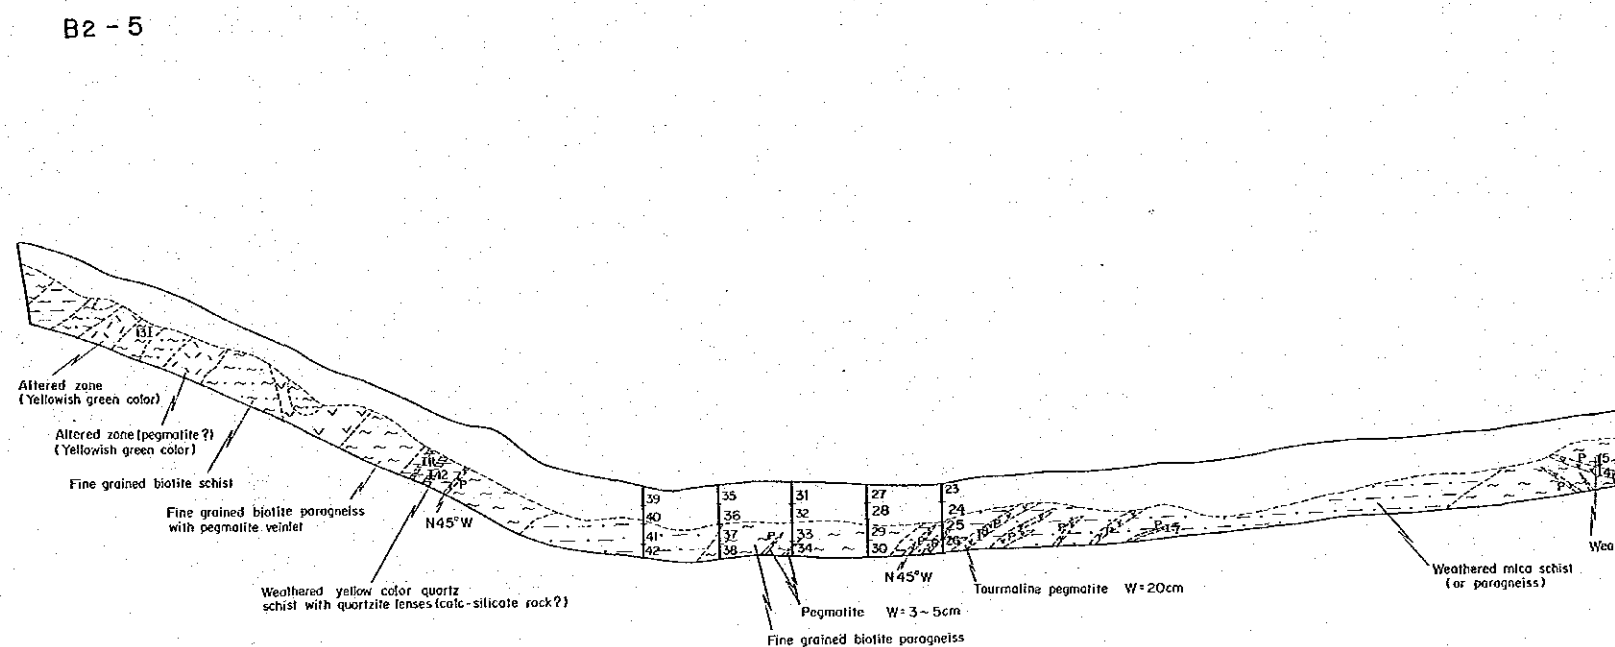 B2 - 5
131
Altered zone
(Yellowish green color)
Altered zone (pegmatite?)
(Yellowish green color)
Fine grained biotite schist
Fine grained biotite paragneiss
with pegmatite veinlet
P
N45°W
Weathered yellow color quartz
schist with quartzite lenses (calc-silicate rock?)
39 35 31 27 23
40 36 32 28 24
41 37 P 33 29 25
42 38 34 30 26
N45°W
Tourmaline pegmatite W=20cm
Pegmatite W=3~5cm
Fine grained biotite paragneiss
Weathered mica schist
(or paragneiss)
P
P
Wea